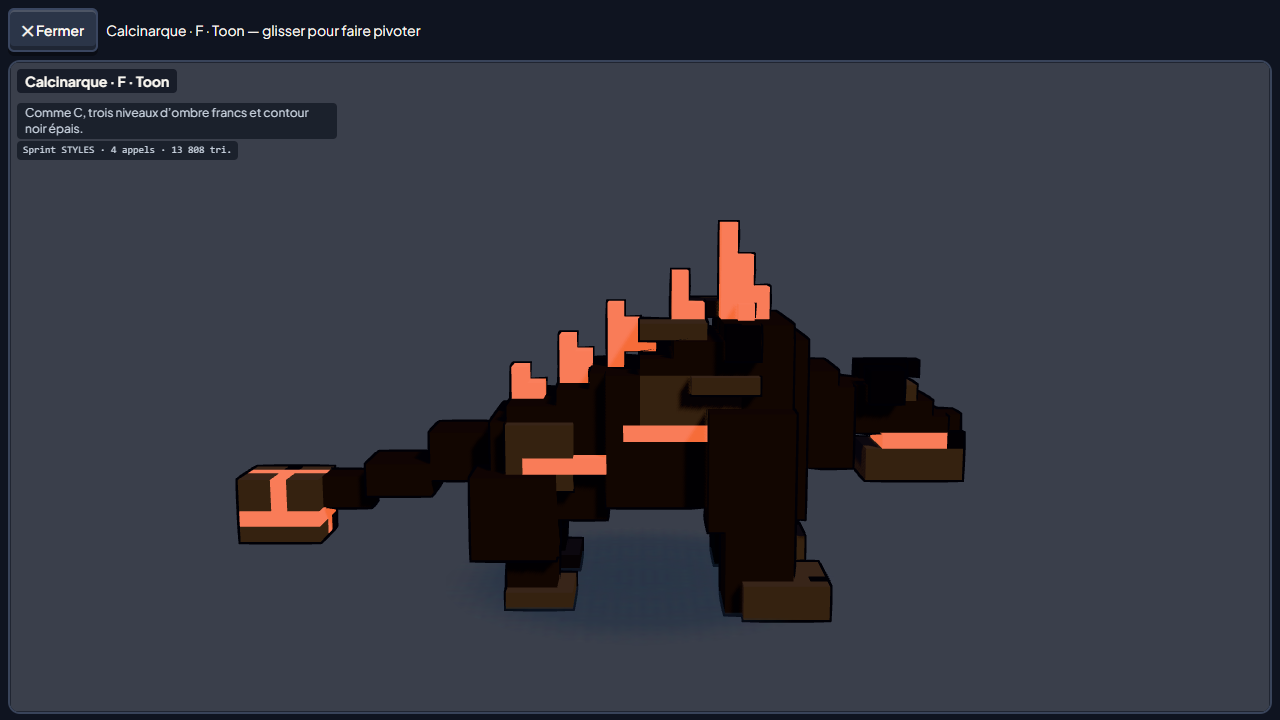 ✕ Fermer
Calcinarque · F · Toon — glisser pour faire pivoter
Calcinarque · F · Toon
Comme C, trois niveaux d'ombre francs et contour
noir épais.
Sprint STYLES · 4 appels · 13 808 tri.